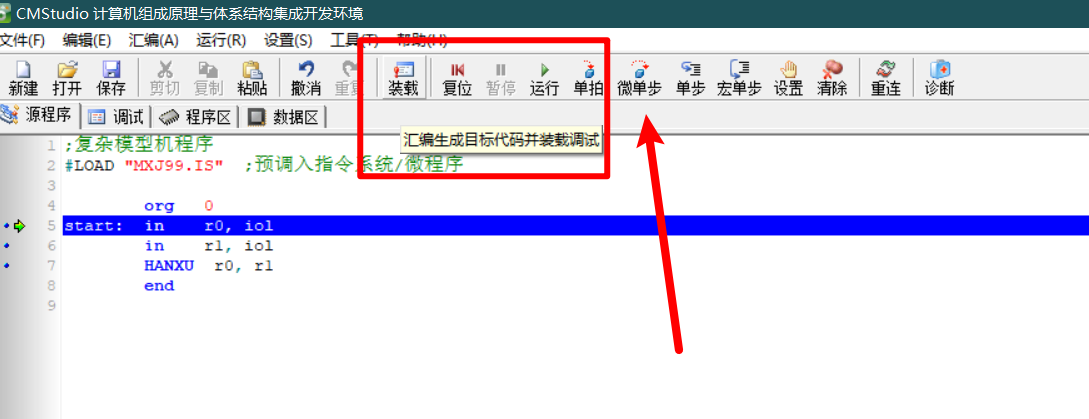 CMStudio 计算机组成原理与体系结构集成开发环境
文件(F) 编辑(E) 汇编(A) 运行(R) 设置(S) 工具(T) 帮助(H)
新建 打开 保存 剪切 复制 粘贴 撤消 重复 装载 复位 暂停 运行 单拍 微单步 单步 宏单步 设置 清除 重连 诊断
源程序 调试 程序区 数据区
汇编生成目标代码并装载调试
1 ;复杂模型机程序
2 #LOAD "MXJ99.IS" ;预调入指令系统/微程序
3
4 org 0
5 start: in r0, io1
6 in r1, io1
7 HANXU r0, r1
8 end
9